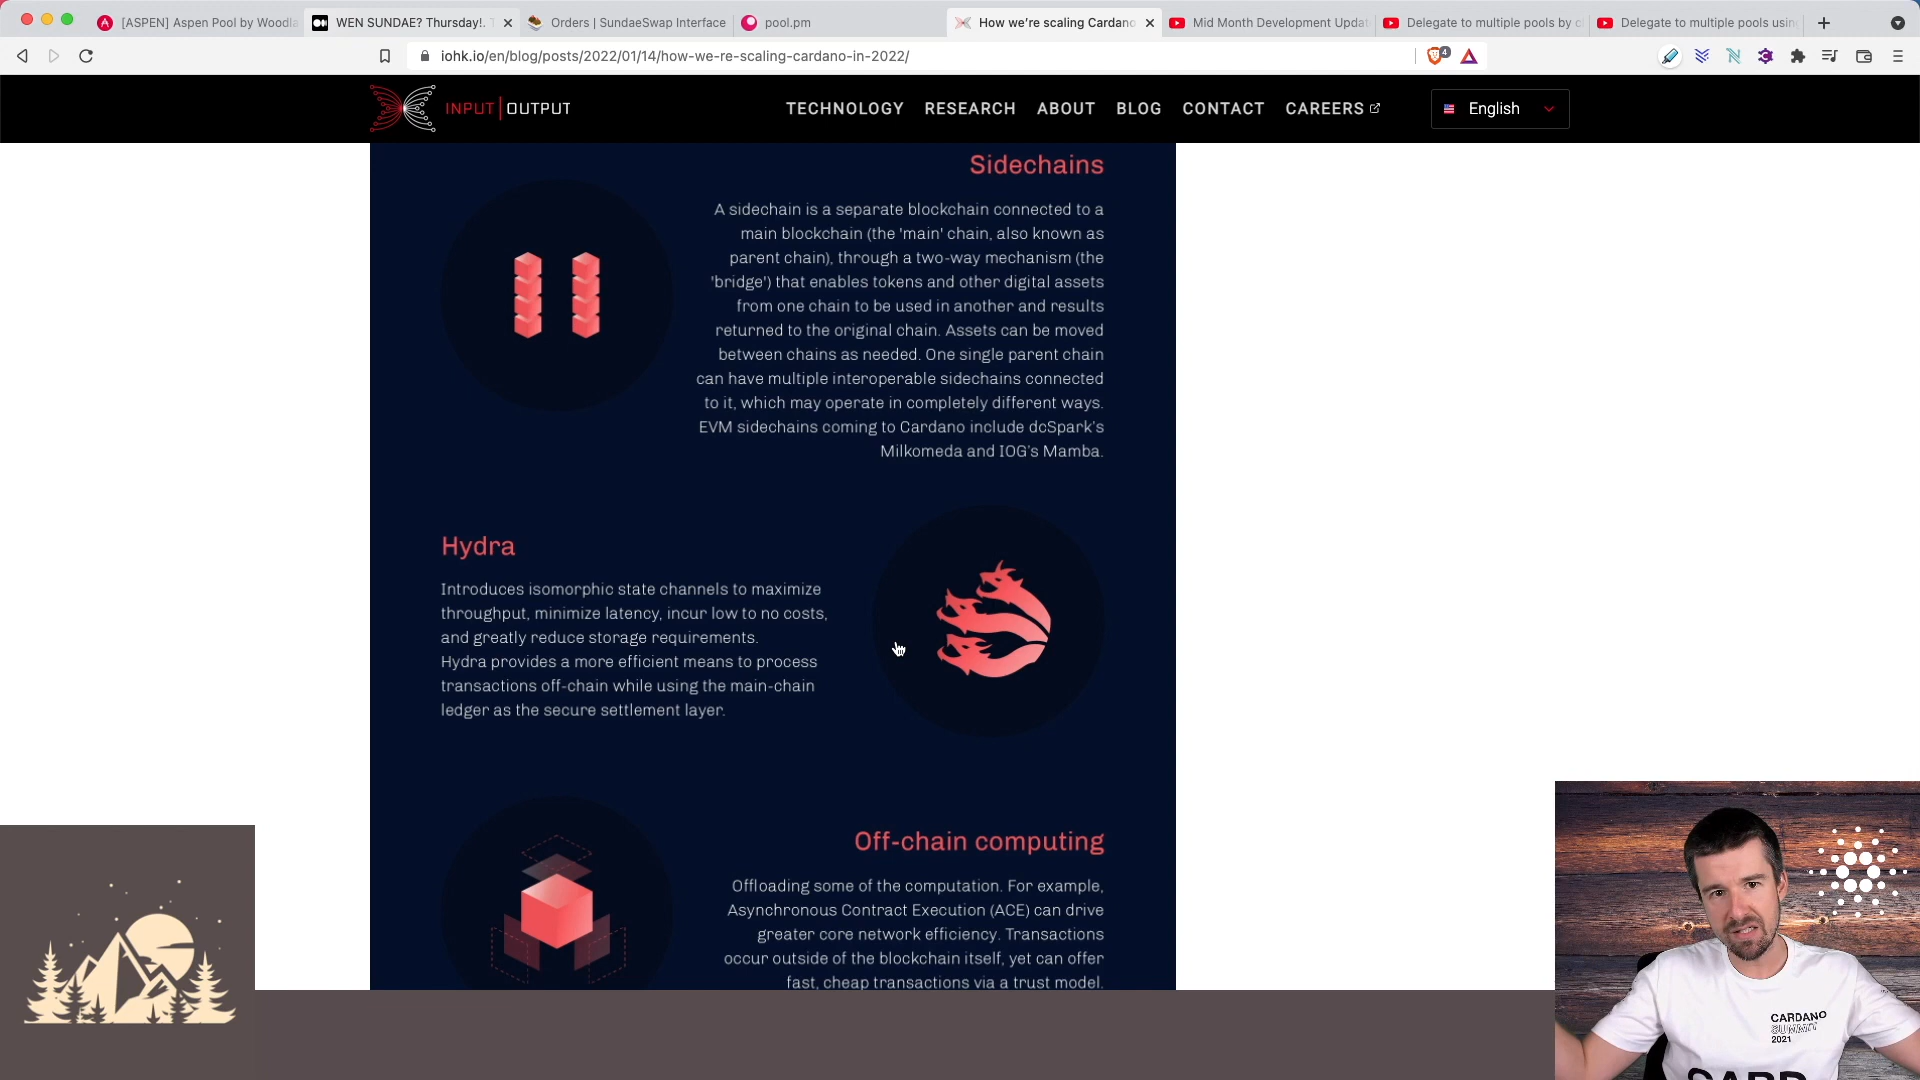 [ASPEN] Aspen Pool by Woodla
WEN SUNDAE? Thursday!.
Orders | SundaeSwap Interface
pool.pm
How we're scaling Cardano
Mid Month Development Updat
Delegate to multiple pools by c
Delegate to multiple pools using
iohk.io/en/blog/posts/2022/01/14/how-we-re-scaling-cardano-in-2022/
4
INPUT | OUTPUT
TECHNOLOGY RESEARCH ABOUT BLOG CONTACT CAREERS
English
Sidechains
A sidechain is a separate blockchain connected to a
main blockchain (the 'main' chain, also known as
parent chain), through a two-way mechanism (the
'bridge') that enables tokens and other digital assets
from one chain to be used in another and results
returned to the original chain. Assets can be moved
between chains as needed. One single parent chain
can have multiple interoperable sidechains connected
to it, which may operate in completely different ways.
EVM sidechains coming to Cardano include dcSpark's
Milkomeda and IOG's Mamba.
Hydra
Introduces isomorphic state channels to maximize
throughput, minimize latency, incur low to no costs,
and greatly reduce storage requirements.
Hydra provides a more efficient means to process
transactions off-chain while using the main-chain
ledger as the secure settlement layer.
Off-chain computing
Offloading some of the computation. For example,
Asynchronous Contract Execution (ACE) can drive
greater core network efficiency. Transactions
occur outside of the blockchain itself, yet can offer
fast, cheap transactions via a trust model.
CARDANO
SUMMIT
2021